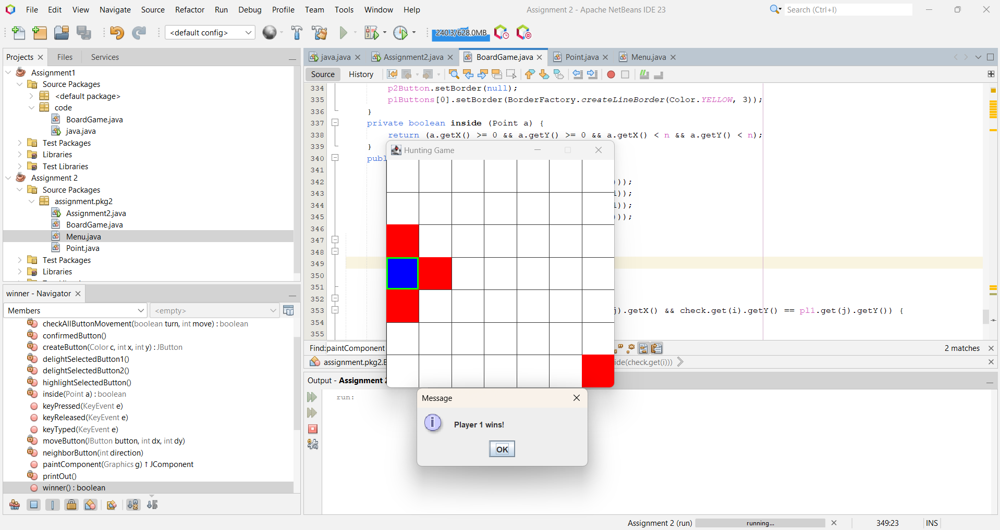 File Edit View Navigate Source Refactor Run Debug Profile Team Tools Window Help
Assignment 2 - Apache NetBeans IDE 23
Search (Ctrl+I)
<default config>
240.3/628.0MB
Projects Files Services
Assignment1
Source Packages
<default package>
code
BoardGame.java
java.java
Test Packages
Libraries
Test Libraries
Assignment 2
Source Packages
assignment.pkg2
Assignment2.java
BoardGame.java
Menu.java
Point.java
Test Packages
Libraries
winner - Navigator
Members
<empty>
checkAllButtonMovement(boolean turn, int move) : boolean
confirmedButton()
createButton(Color c, int x, int y) : JButton
delightSelectedButton1()
delightSelectedButton2()
highlightSelectedButton()
inside(Point a) : boolean
keyPressed(KeyEvent e)
keyReleased(KeyEvent e)
keyTyped(KeyEvent e)
moveButton(JButton button, int dx, int dy)
neighborButton(int direction)
paintComponent(Graphics g) ↑ JComponent
printOut()
winner() : boolean
java.java Assignment2.java BoardGame.java Point.java Menu.java
Source History
334 p2Button.setBorder(null);
335 p1Buttons[0].setBorder(BorderFactory.createLineBorder(Color.YELLOW, 3));
336 }
337 private boolean inside (Point a) {
338 return (a.getX() >= 0 && a.getY() >= 0 && a.getX() < n && a.getY() < n);
339 }
340 publ
341
342 ));
343 1));
344 1));
345 ));
346
347
348
349
350
351
352
353 j).getX() && check.get(i).getY() == pl1.get(j).getY()) {
354
355
Hunting Game
Find: paintComponent
2 matches
assignment.pkg2.
ide(check.get(i)))
Output - Assignment 2
run:
Message
Player 1 wins!
OK
Assignment 2 (run) running... 349:23 INS